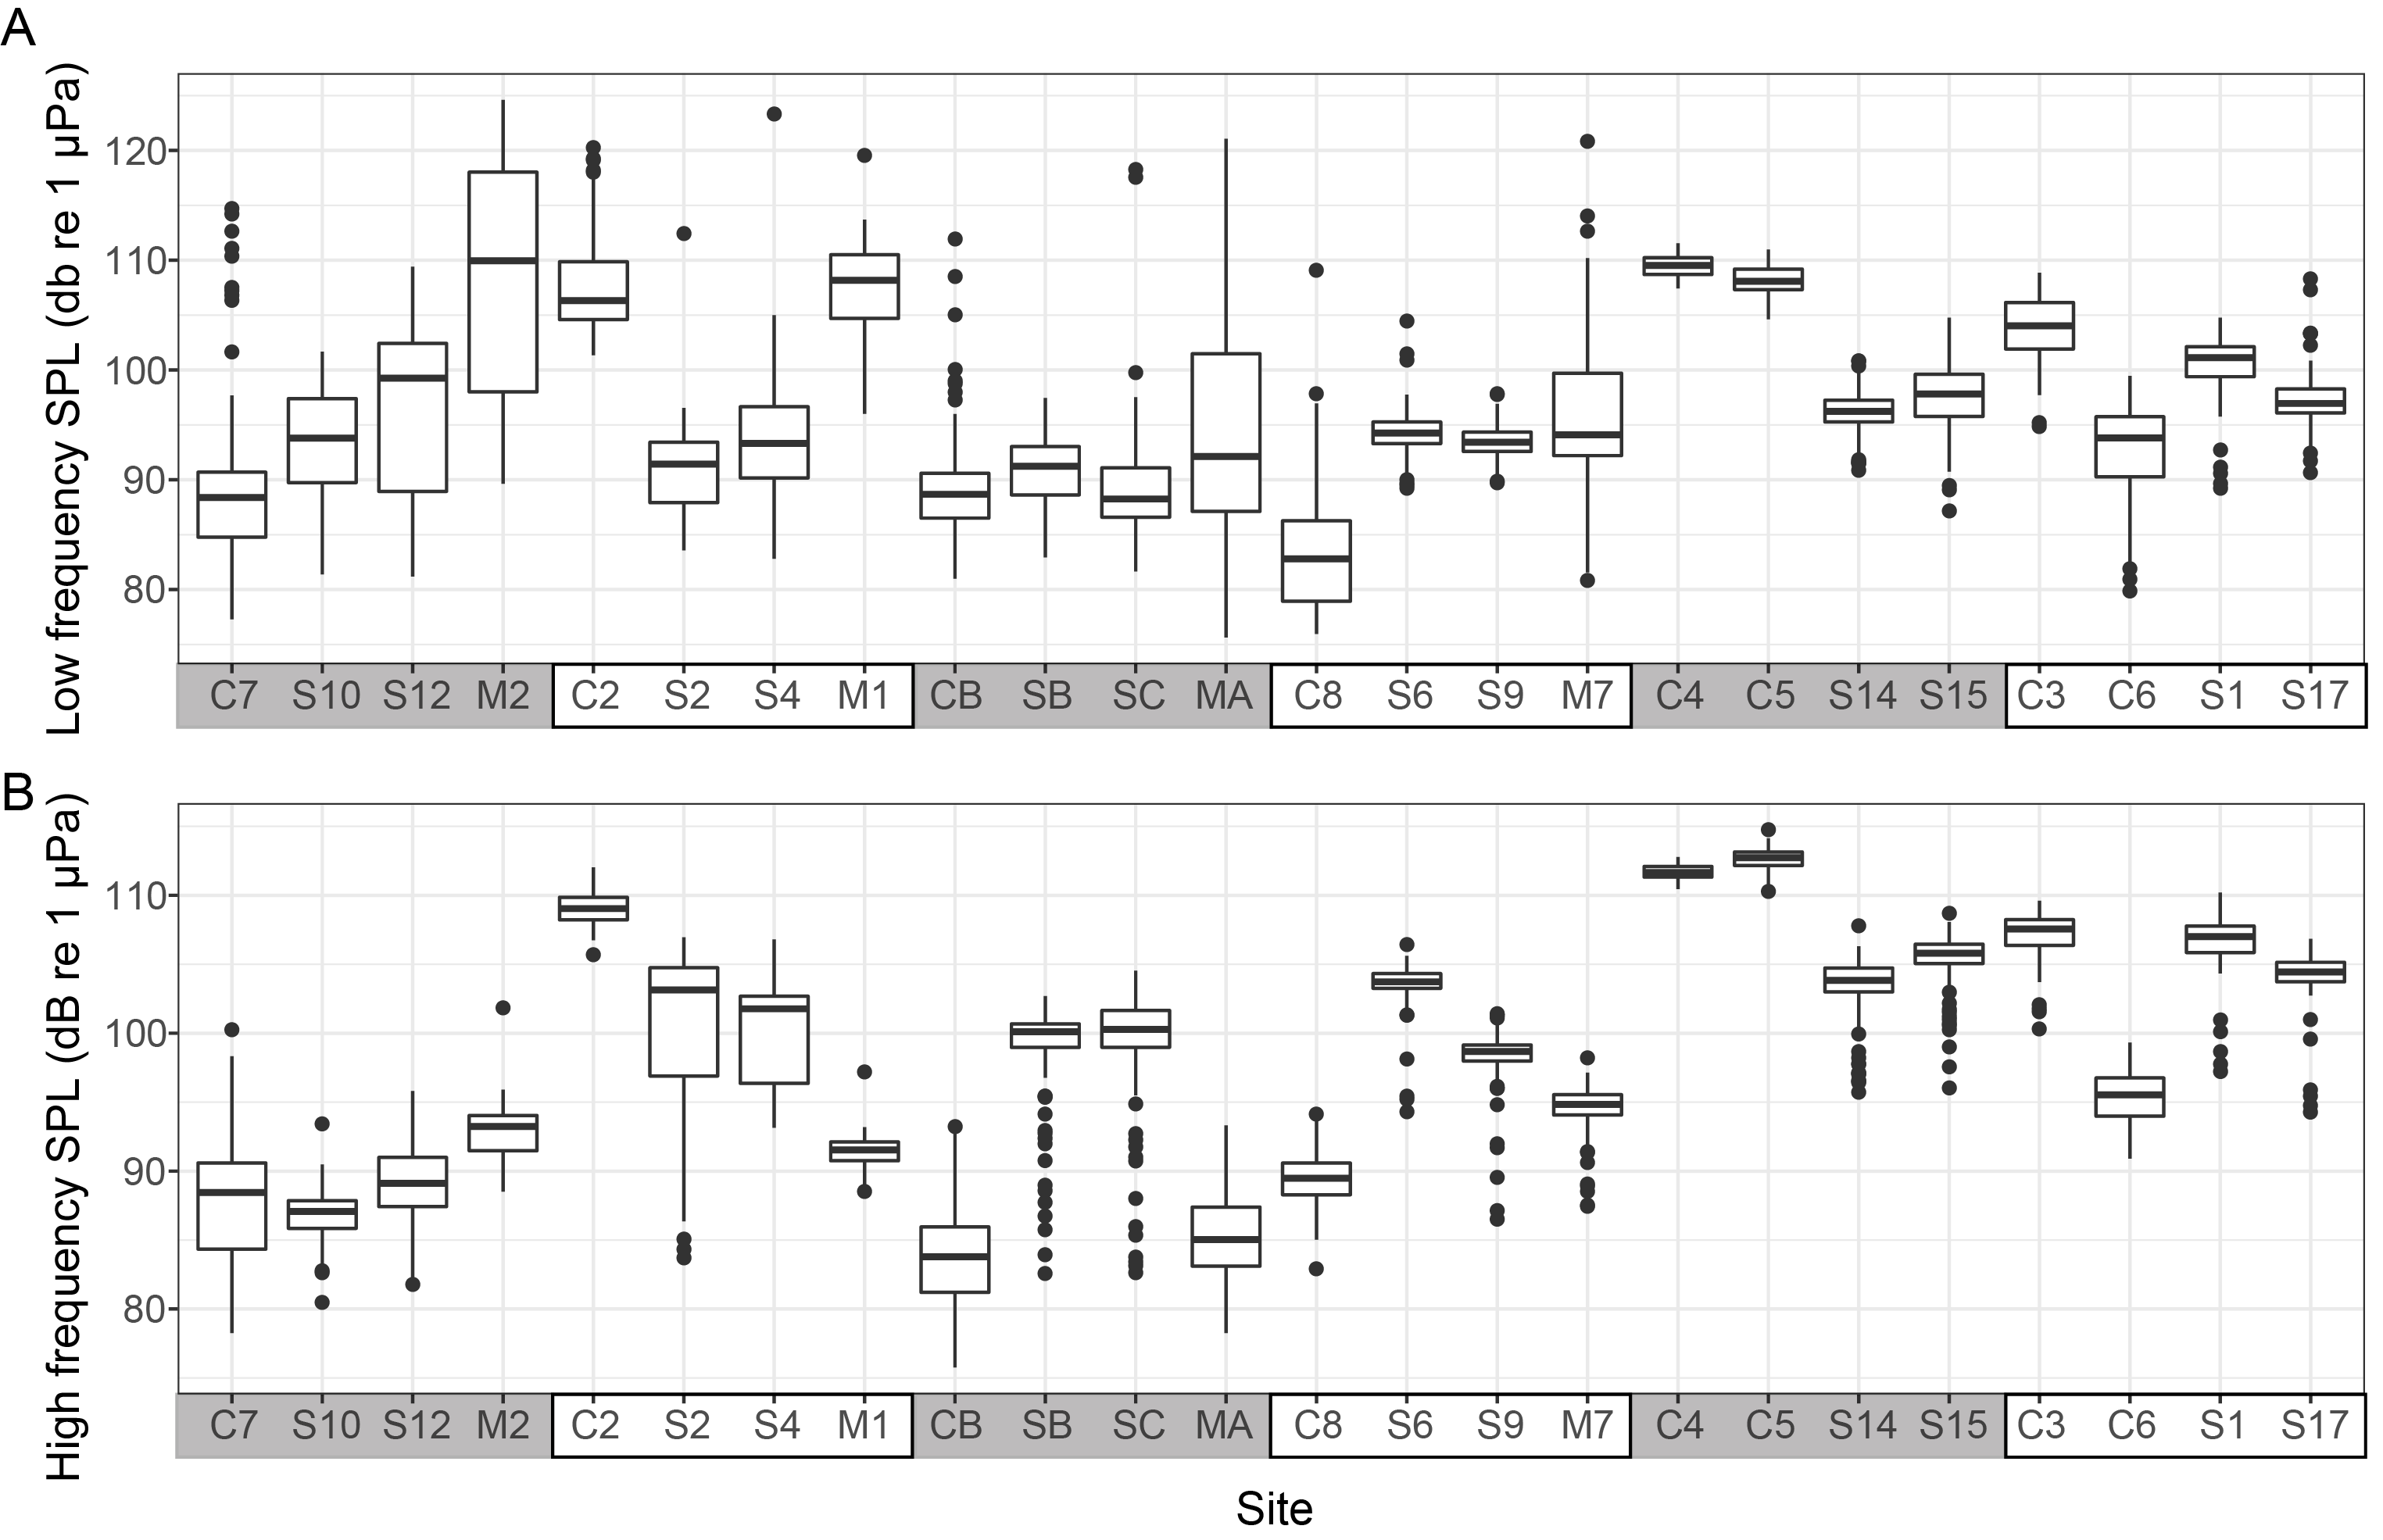 A
Low frequency SPL (db re 1 µPa)
120
110
100
90
80
C7 S10 S12 M2 C2 S2 S4 M1 CB SB SC MA C8 S6 S9 M7 C4 C5 S14 S15 C3 C6 S1 S17
B
High frequency SPL (dB re 1 µPa)
110
100
90
80
C7 S10 S12 M2 C2 S2 S4 M1 CB SB SC MA C8 S6 S9 M7 C4 C5 S14 S15 C3 C6 S1 S17
Site